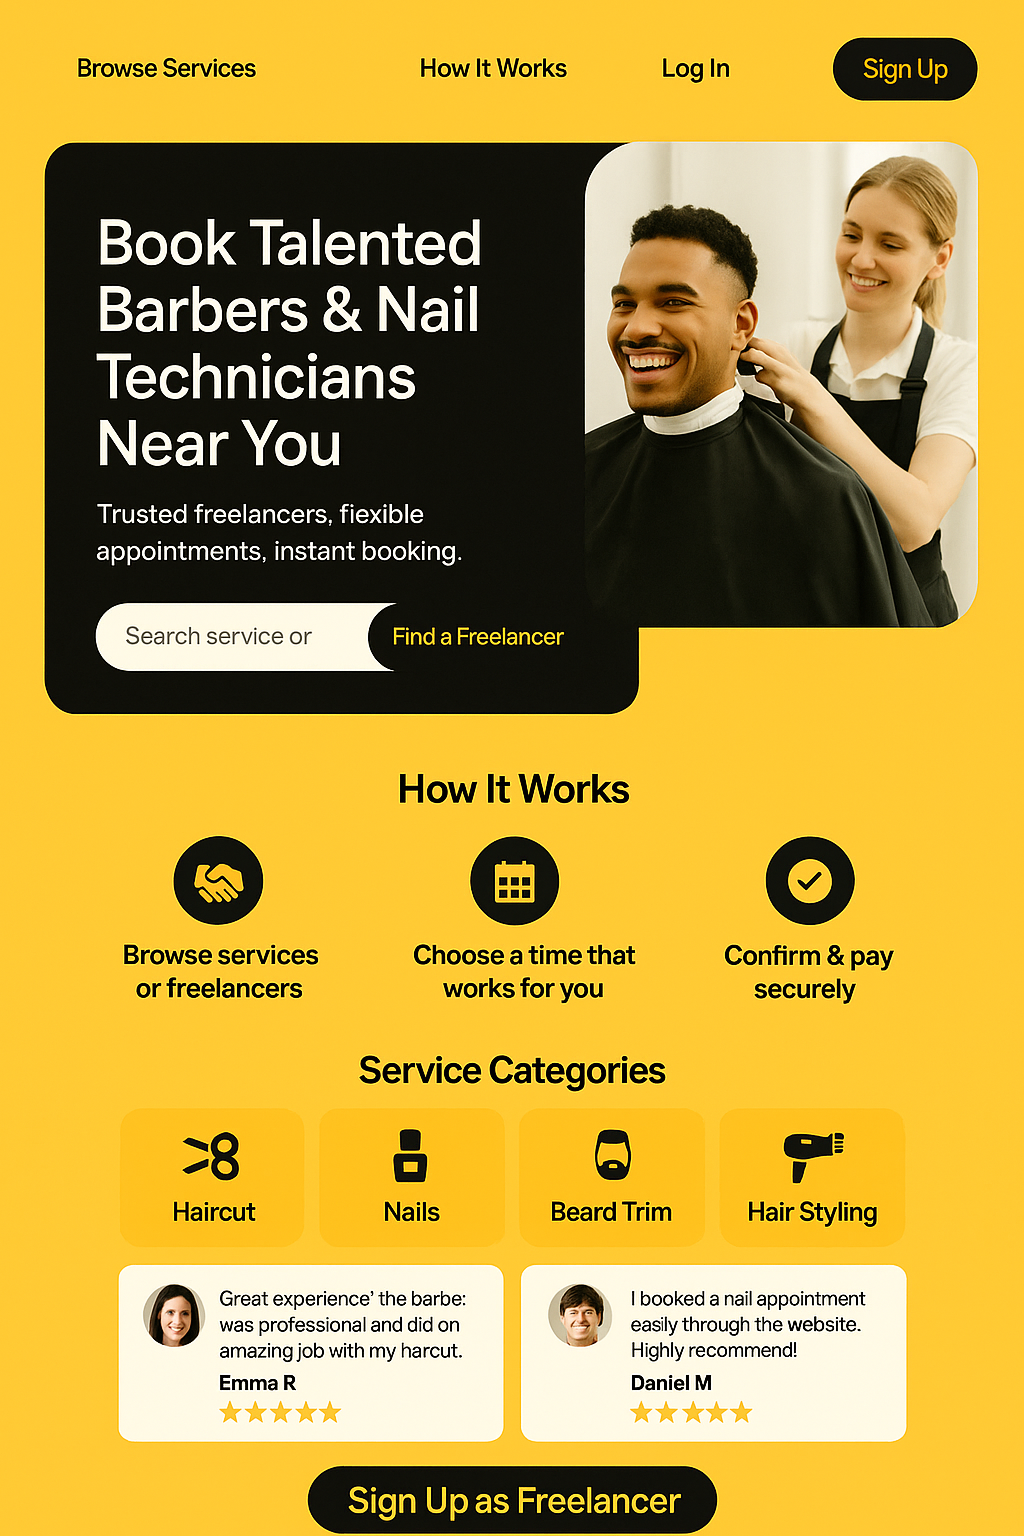 Browse Services
How It Works
Log In
Sign Up
Book Talented
Barbers & Nail
Technicians
Near You
Trusted freelancers, fiexible
appointments, instant booking.
Search service or
Find a Freelancer
How It Works
Browse services
or freelancers
Choose a time that
works for you
Confirm & pay
securely
Service Categories
Haircut
Nails
Beard Trim
Hair Styling
Great experience’ the barbe:
was professional and did on
amazing job with my harcut.
Emma R
I booked a nail appointment
easily through the website.
Highly recommend!
Daniel M
Sign Up as Freelancer